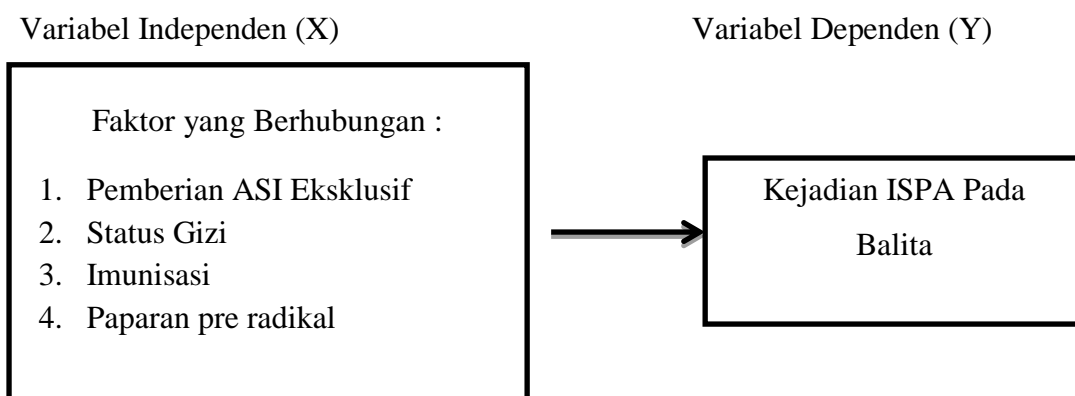 Variabel Independen (X)
Variabel Dependen (Y)
Faktor yang Berhubungan :
1. Pemberian ASI Eksklusif
2. Status Gizi
3. Imunisasi
4. Paparan pre radikal
Kejadian ISPA Pada
Balita